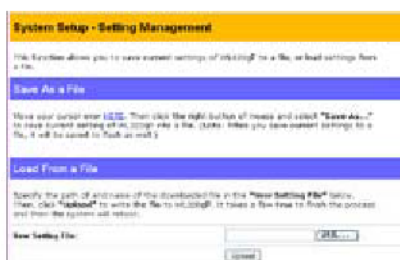 System Setup - Setting Management
This function allows you to save current settings of to a file, or load settings from
a file.
Save As a File
Move your cursor over HERE. Then click the right button of mouse and select "Save As..."
to save current setting of into a file. (Note: When you save current settings to a
file, it will be saved to flash as well.)
Load From a File
Specify the path of and name of the downloaded file in the "New Setting File" below.
Then, click "Upload" to write the file to It takes a few time to finish the process
and then the system will reboot.
New Setting File:
Upload